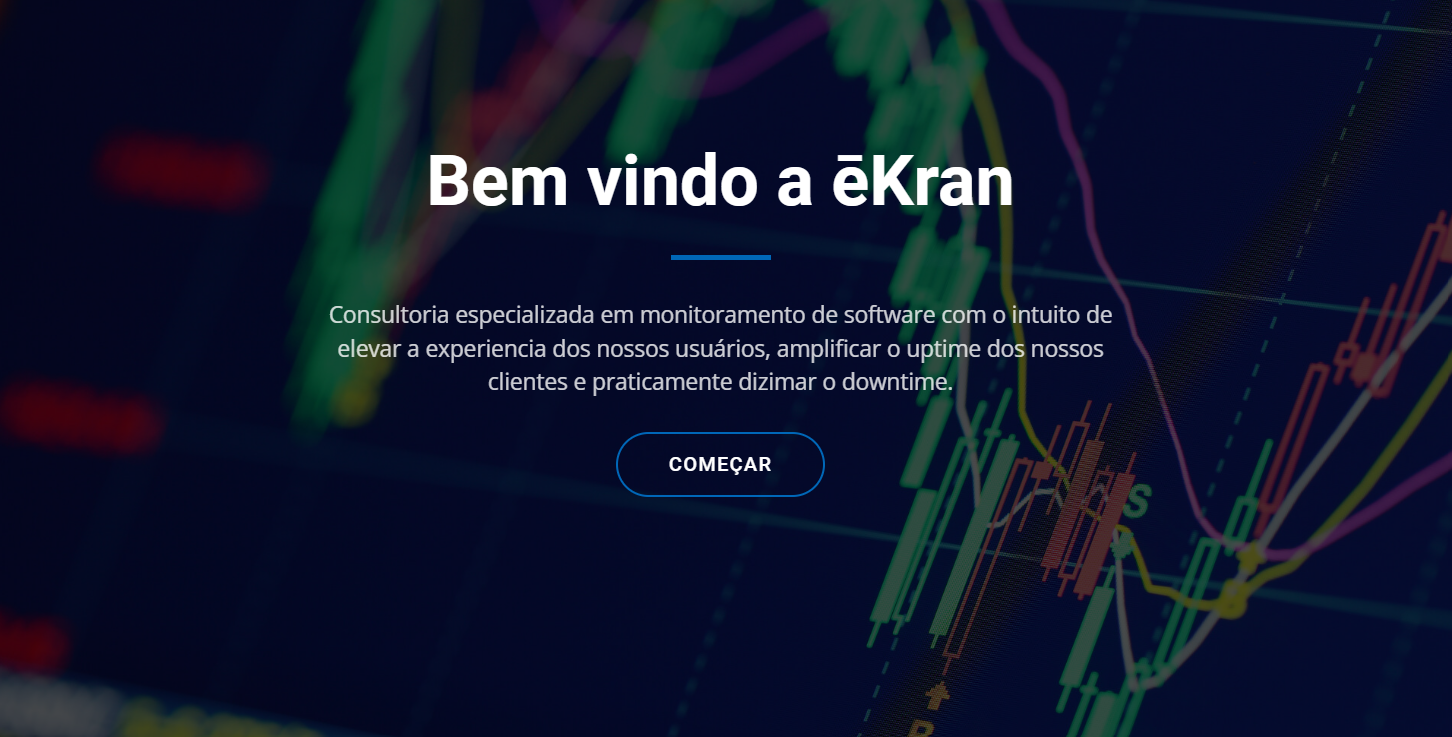 Bem vindo a ēKran
Consultoria especializada em monitoramento de software com o intuito de
elevar a experiencia dos nossos usuários, amplificar o uptime dos nossos
clientes e praticamente dizimar o downtime.
COMEÇAR
S
B